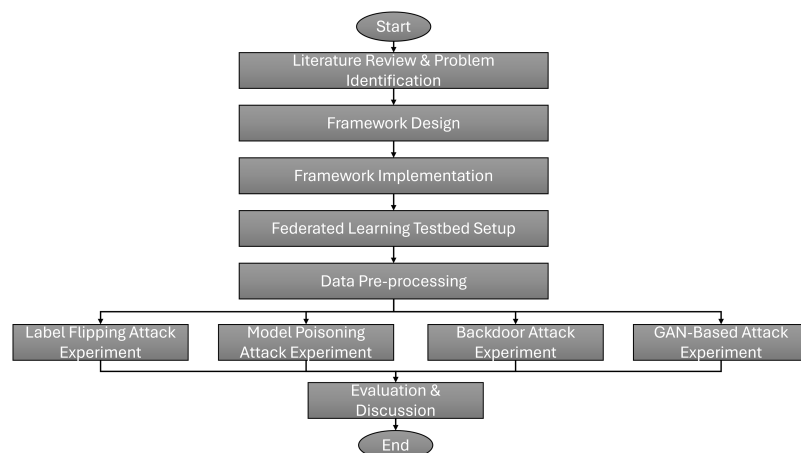 Start
Literature Review & Problem
Identification
Framework Design
Framework Implementation
Federated Learning Testbed Setup
Data Pre-processing
Label Flipping Attack
Experiment
Model Poisoning
Attack Experiment
Backdoor Attack
Experiment
GAN-Based Attack
Experiment
Evaluation &
Discussion
End